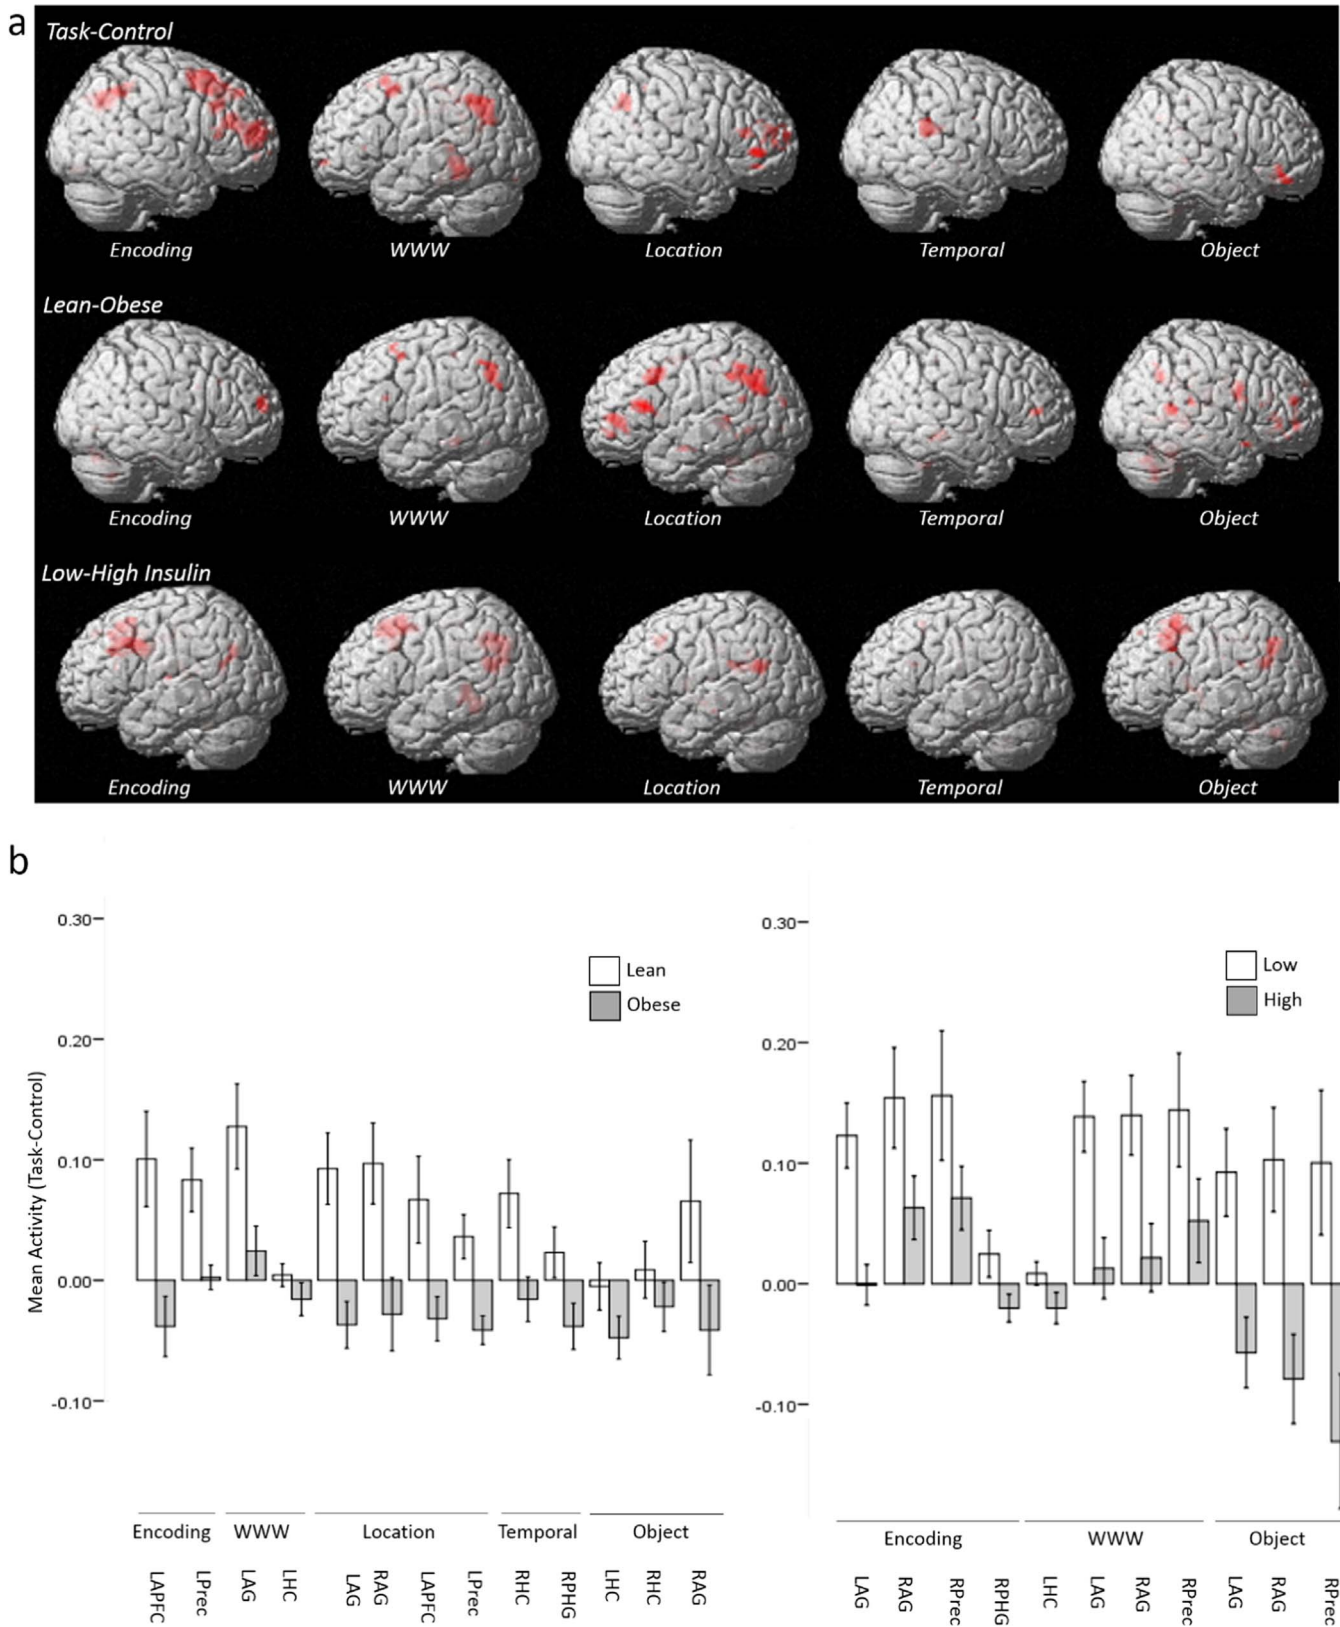 a
Task-Control
Encoding WWW Location Temporal Object
Lean-Obese
Encoding WWW Location Temporal Object
Low-High Insulin
Encoding WWW Location Temporal Object
b
Mean Activity (Task-Control)
0.30
0.20
0.10
0.00
-0.10
Lean
Obese
Encoding WWW Location Temporal Object
LAPFC LPrec LAG LHC LAG RAG LAPFC LPrec RHC RPHG LHC RHC RAG
0.30
0.20
0.10
0.00
-0.10
Low
High
Encoding WWW Object
LAG RAG RPrec RPHG LHC LAG RAG RPrec LAG RAG RPrec